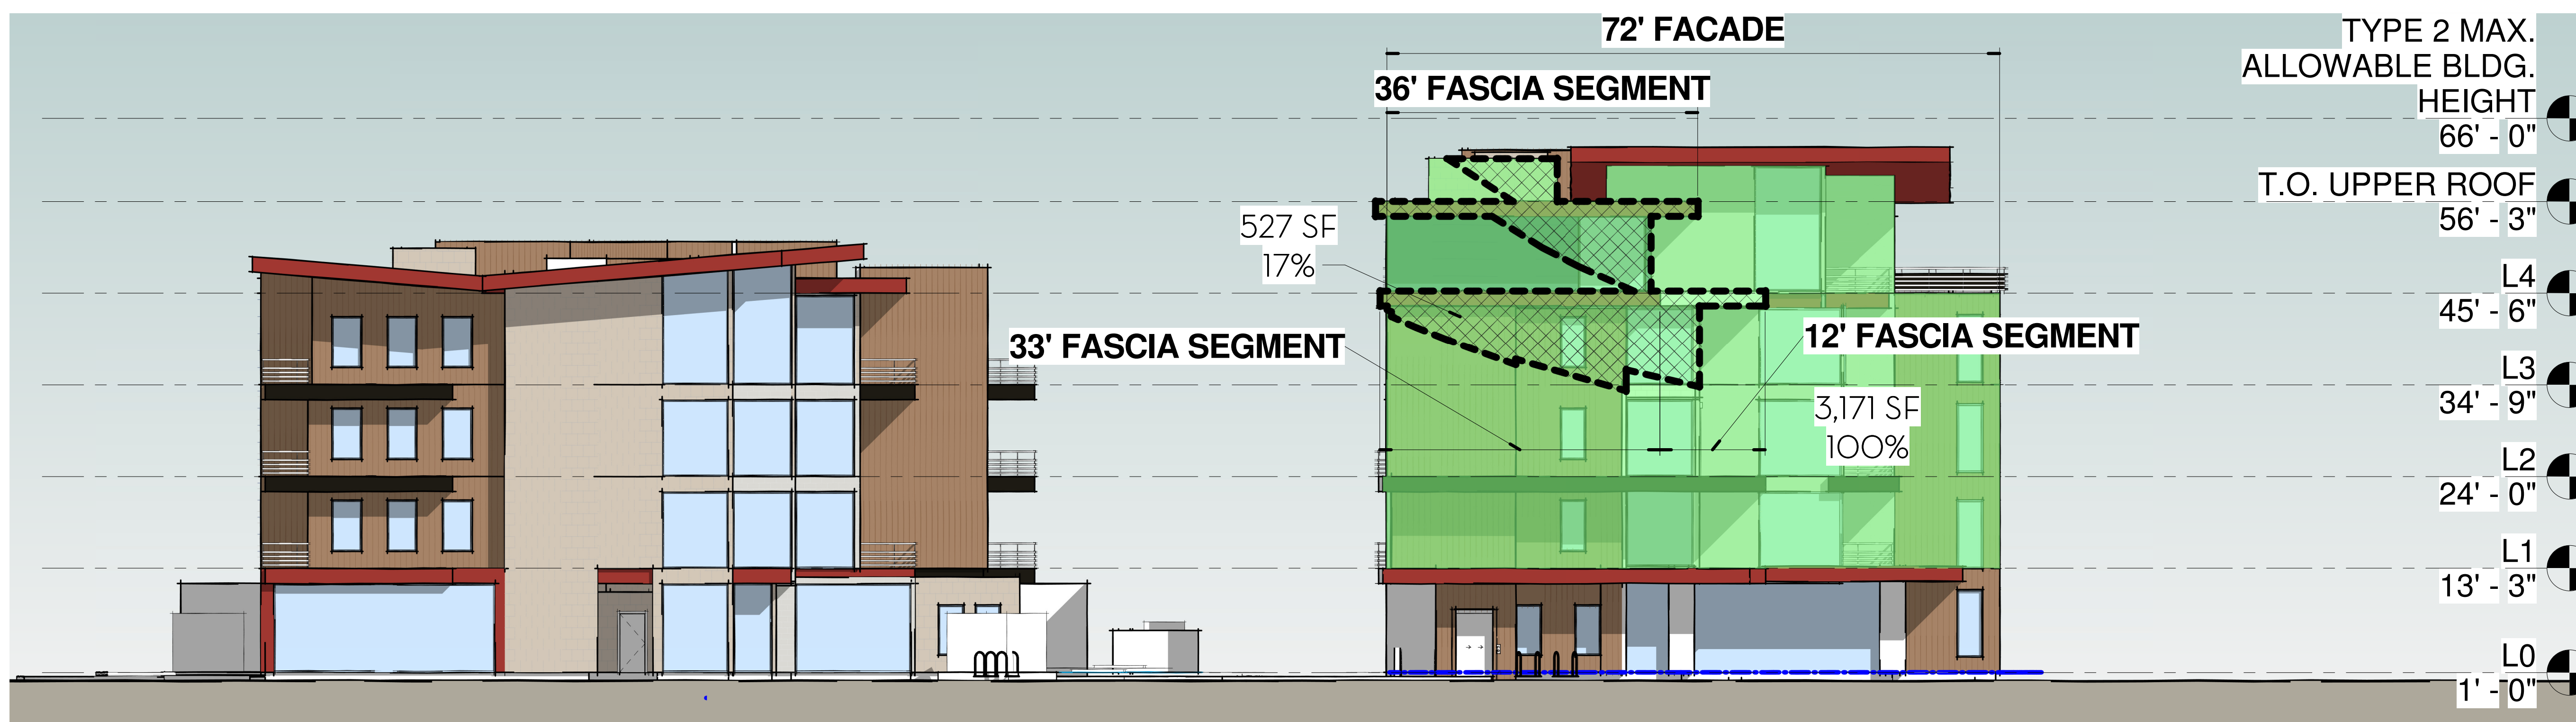 72' FACADE
36' FASCIA SEGMENT
TYPE 2 MAX.
ALLOWABLE BLDG.
HEIGHT
66' - 0"
T.O. UPPER ROOF
56' - 3"
527 SF
17%
L4
45' - 6"
33' FASCIA SEGMENT
12' FASCIA SEGMENT
L3
34' - 9"
3,171 SF
100%
L2
24' - 0"
L1
13' - 3"
L0
1' - 0"